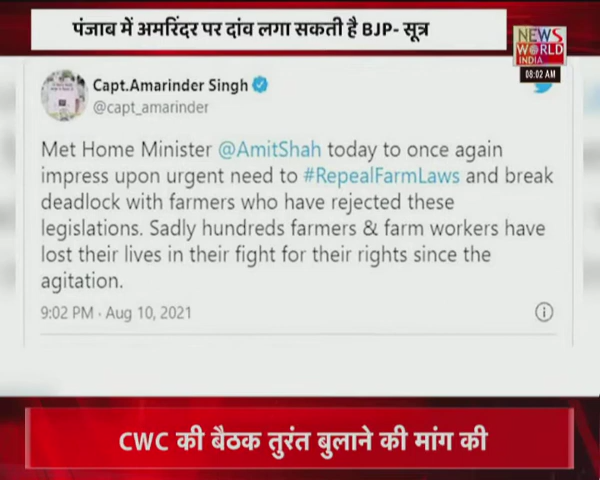 पंजाब में अमरिंदर पर दांव लगा सकती है BJP- सूत्र
NEWS
WORLD
INDIA
08:02 AM
Capt.Amarinder Singh
@capt_amarinder
Met Home Minister @AmitShah today to once again
impress upon urgent need to #RepealFarmLaws and break
deadlock with farmers who have rejected these
legislations. Sadly hundreds farmers & farm workers have
lost their lives in their fight for their rights since the
agitation.
9:02 PM · Aug 10, 2021
CWC की बैठक तुरंत बुलाने की मांग की